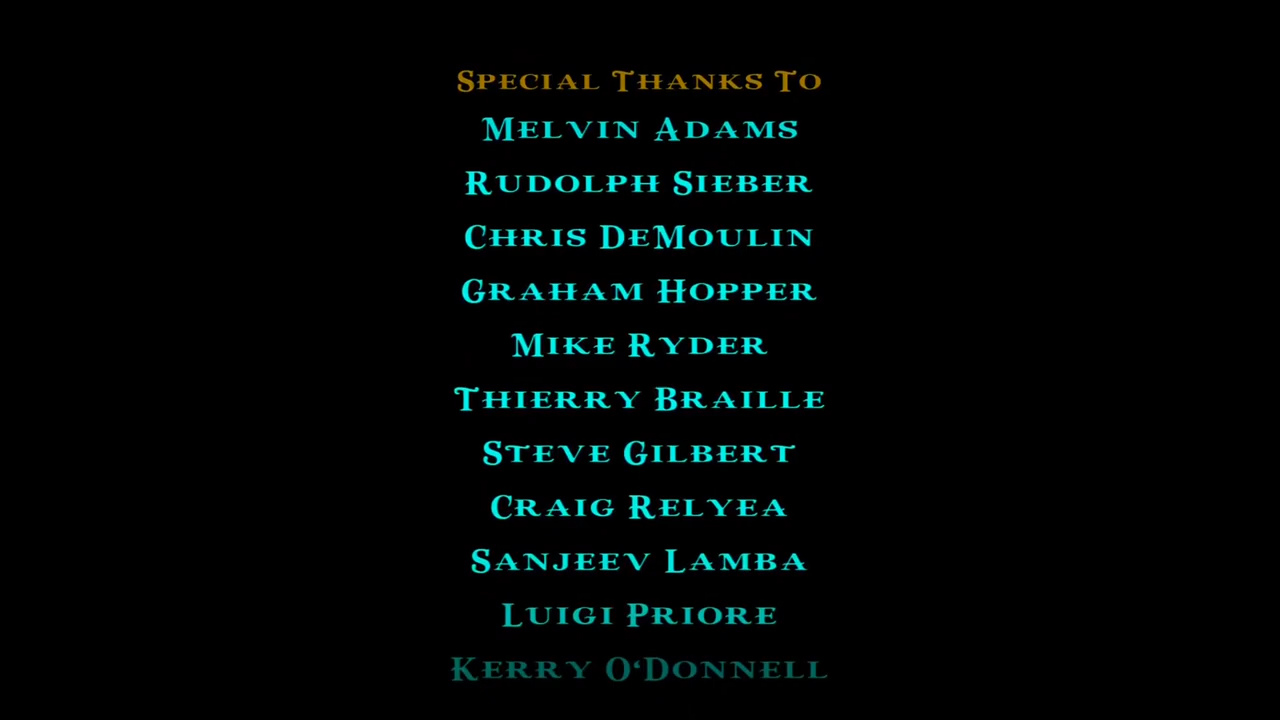 Special Thanks To
Melvin Adams
Rudolph Sieber
Chris DeMoulin
Graham Hopper
Mike Ryder
Thierry Braille
Steve Gilbert
Craig Relyea
Sanjeev Lamba
Luigi Priore
Kerry O‘Donnell